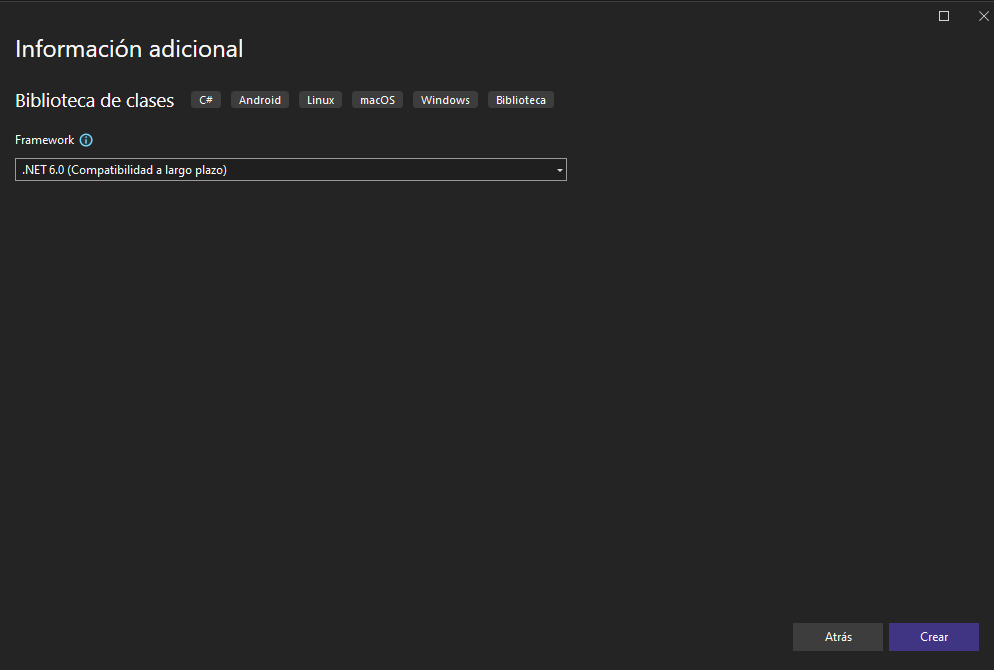 Información adicional
Biblioteca de clases C# Android Linux macOS Windows Biblioteca
Framework
.NET 6.0 (Compatibilidad a largo plazo)
Atrás Crear